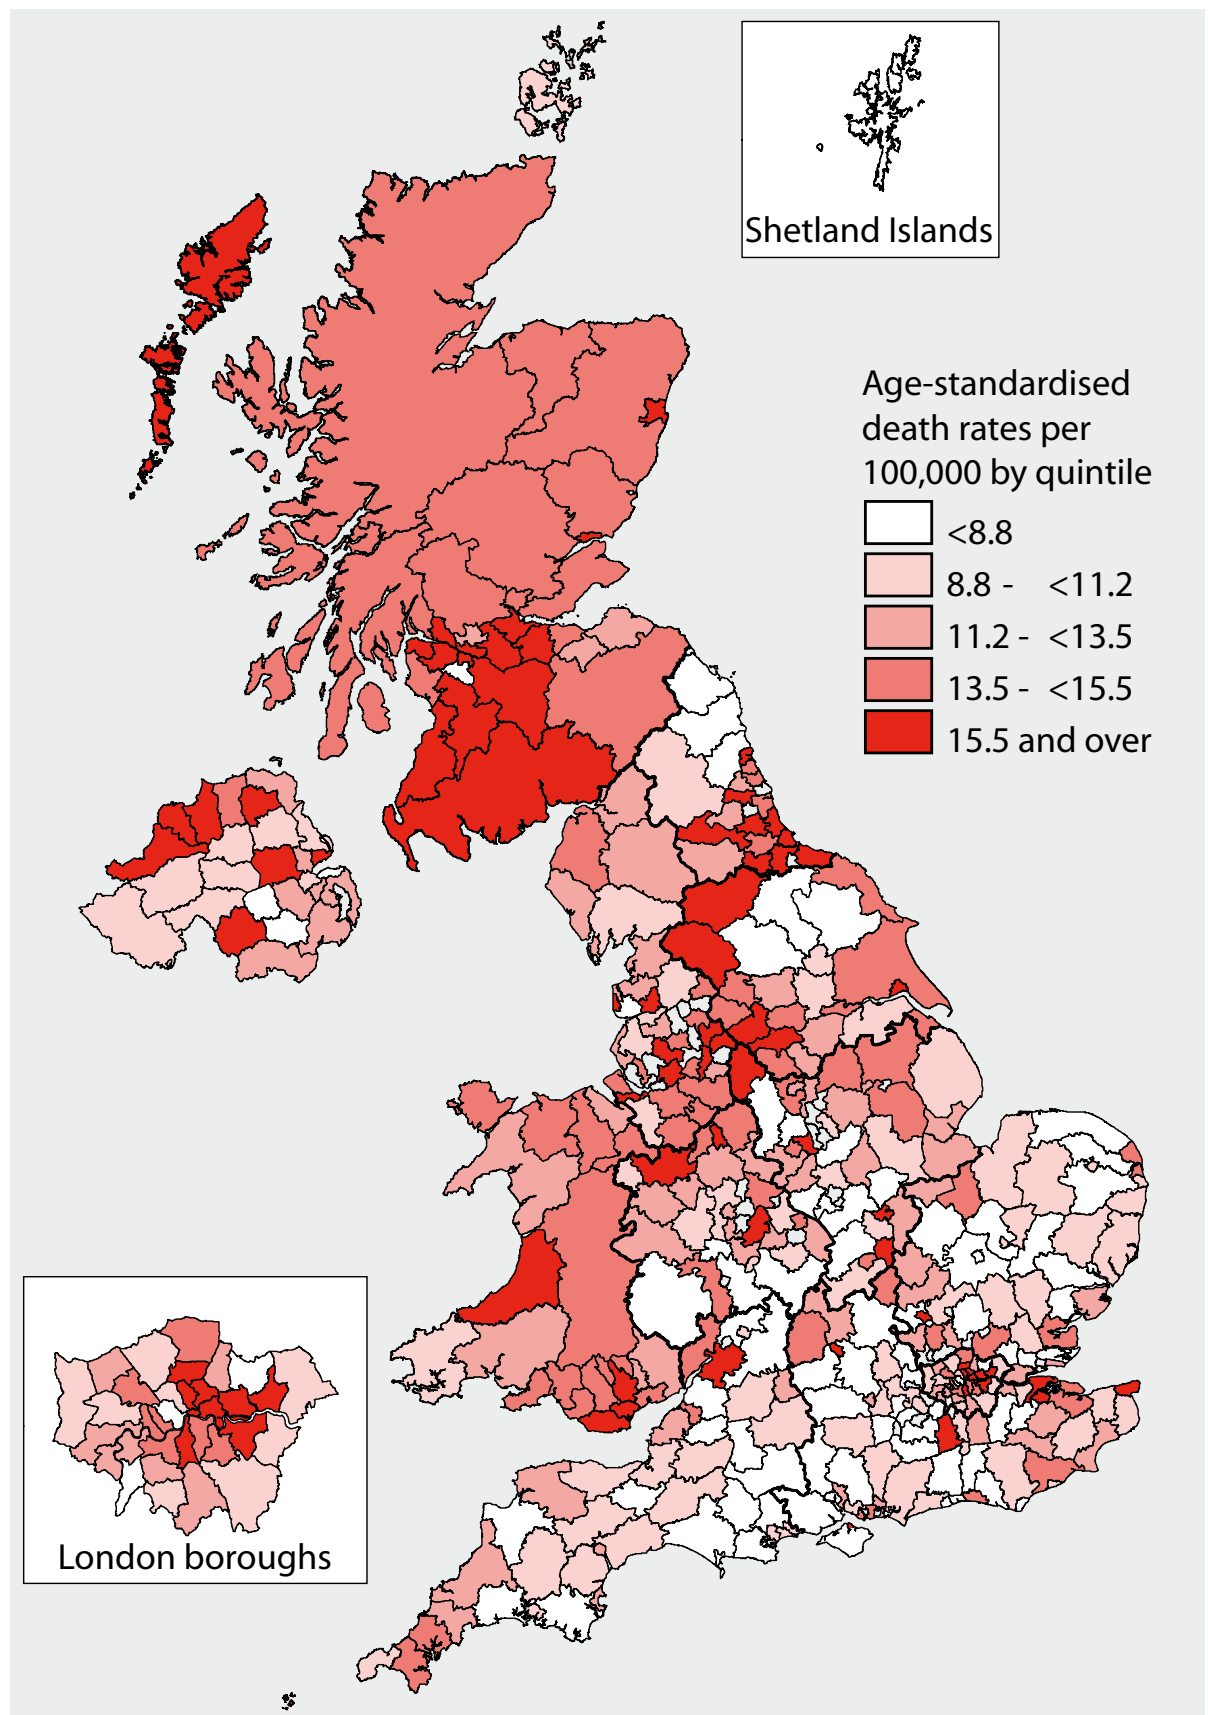 Shetland Islands
Age-standardised
death rates per
100,000 by quintile
<8.8
8.8 - <11.2
11.2 - <13.5
13.5 - <15.5
15.5 and over
London boroughs